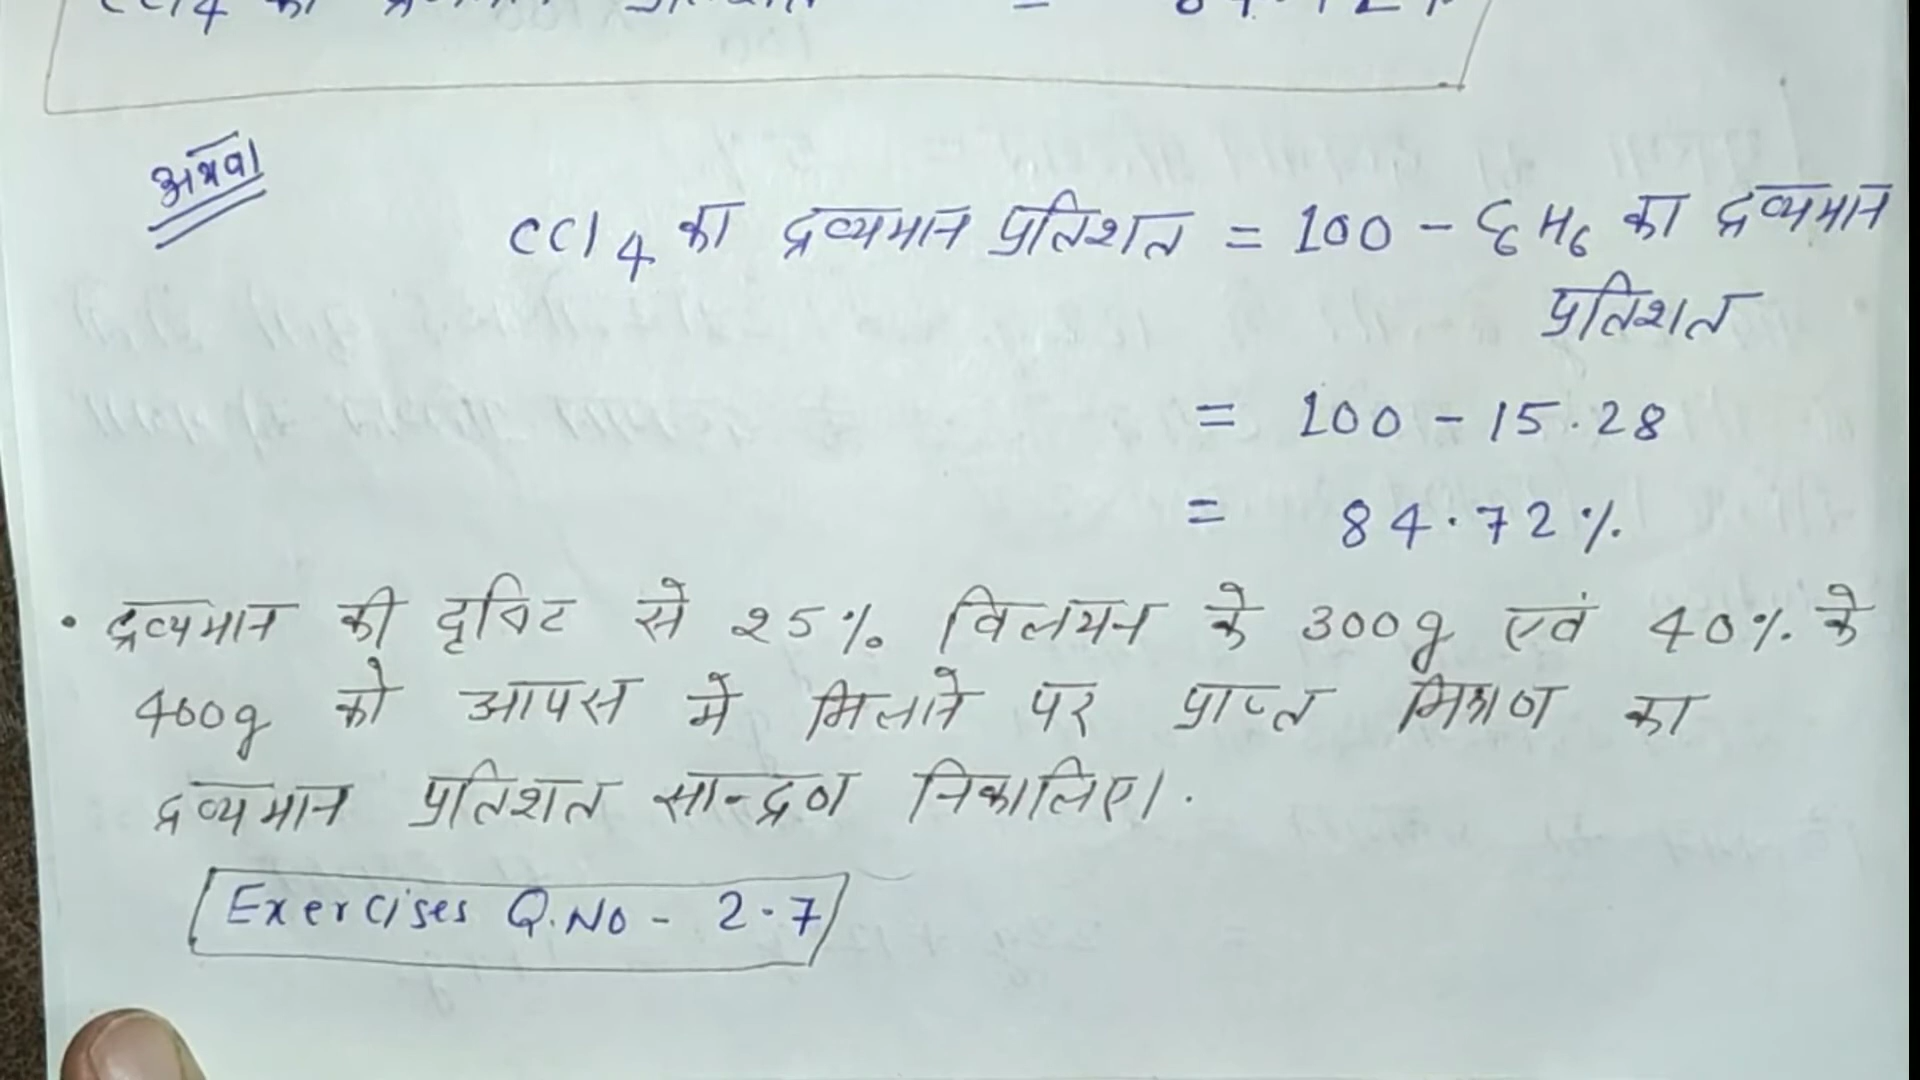 CCl4 का
अथवा
CCl4 का द्रव्यमान प्रतिशत = 100 - C6H6 का द्रव्यमान
प्रतिशत
= 100 - 15.28
= 84.72%
• द्रव्यमान की दृष्टि से 25% विलयन के 300g एवं 40% के
400g को आपस में मिलाने पर प्राप्त मिश्रण का
द्रव्यमान प्रतिशत सान्द्रण निकालिए।.
Exercises Q.No - 2.7